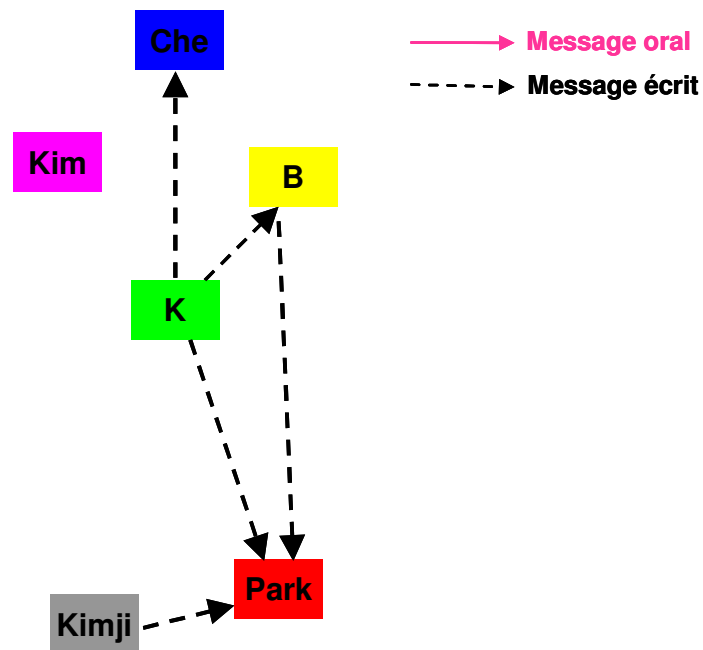 Che
Message oral
Message écrit
Kim
B
K
Park
Kimji